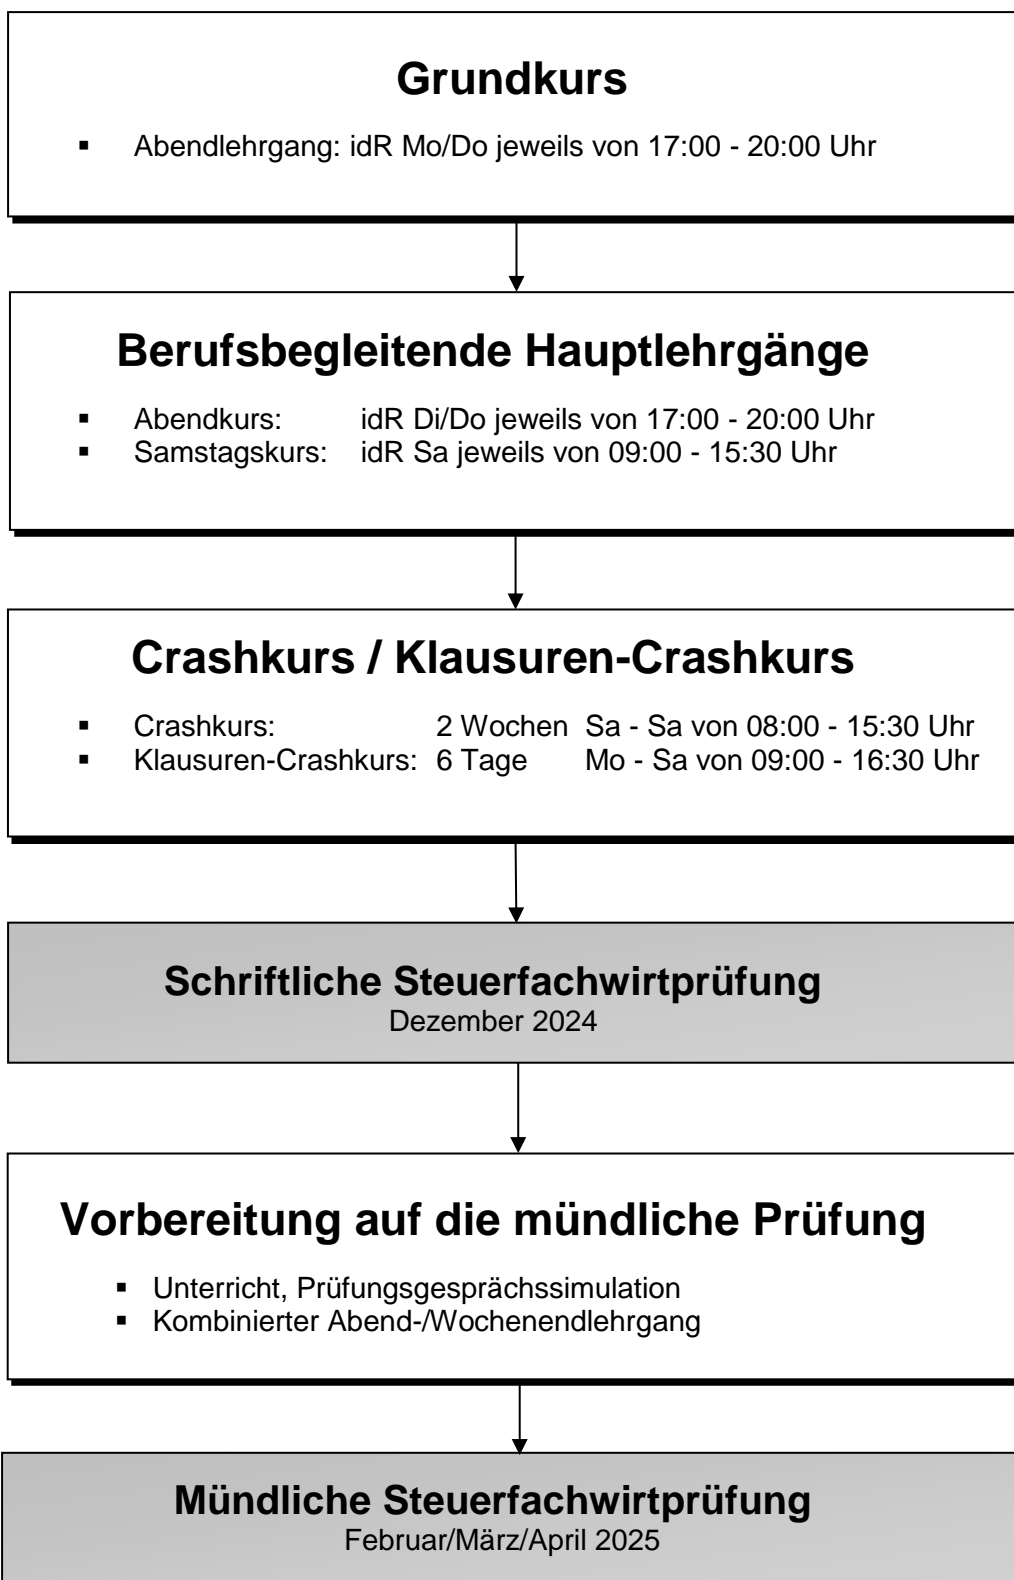 Grundkurs
▪ Abendlehrgang: idR Mo/Do jeweils von 17:00 - 20:00 Uhr
Berufsbegleitende Hauptlehrgänge
▪ Abendkurs: idR Di/Do jeweils von 17:00 - 20:00 Uhr
▪ Samstagskurs: idR Sa jeweils von 09:00 - 15:30 Uhr
Crashkurs / Klausuren-Crashkurs
▪ Crashkurs: 2 Wochen Sa - Sa von 08:00 - 15:30 Uhr
▪ Klausuren-Crashkurs: 6 Tage Mo - Sa von 09:00 - 16:30 Uhr
Schriftliche Steuerfachwirtprüfung
Dezember 2024
Vorbereitung auf die mündliche Prüfung
▪ Unterricht, Prüfungsgesprächssimulation
▪ Kombinierter Abend-/Wochenendlehrgang
Mündliche Steuerfachwirtprüfung
Februar/März/April 2025